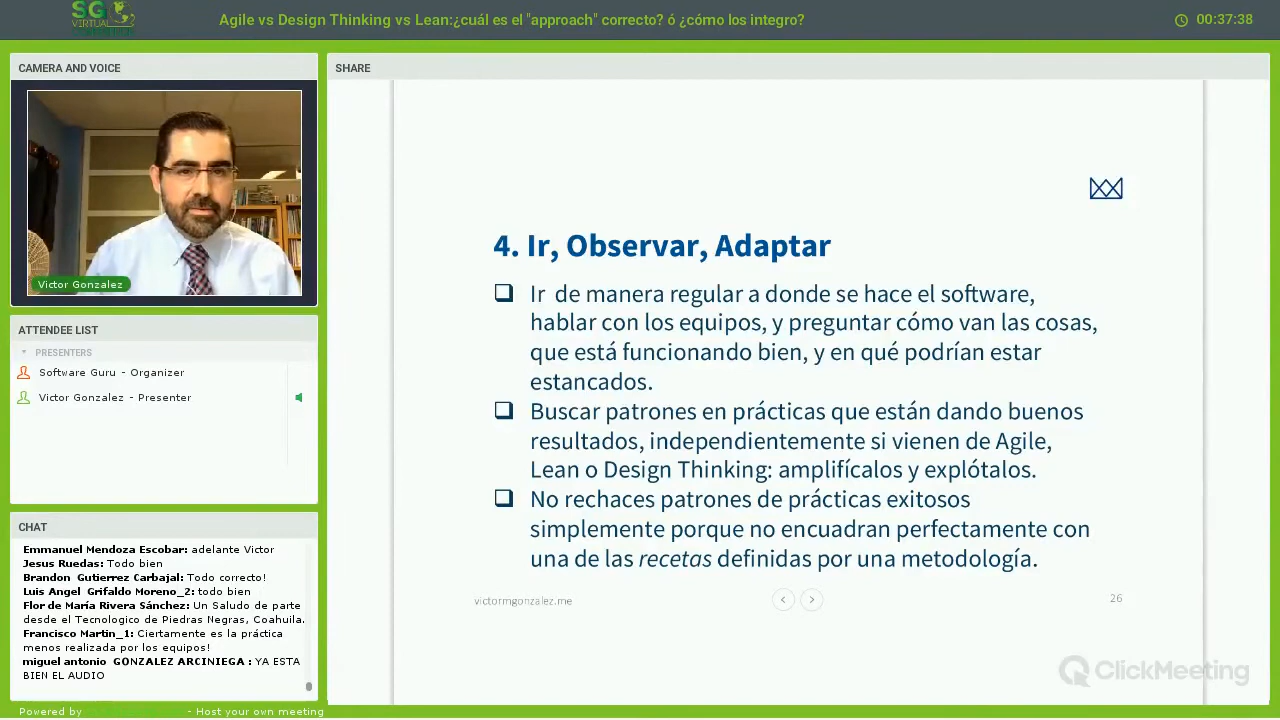 SG
VIRTUAL
Agile vs Design Thinking vs Lean:¿cuál es el "approach" correcto? ó ¿cómo los integro?
00:37:38
CAMERA AND VOICE
Victor Gonzalez
ATTENDEE LIST
PRESENTERS
Software Guru - Organizer
Victor Gonzalez - Presenter
CHAT
Emmanuel Mendoza Escobar: adelante Victor
Jesus Ruedas: Todo bien
Brandon Gutierrez Carbajal: Todo correcto!
Luis Angel Grifaldo Moreno_2: todo bien
Flor de María Rivera Sánchez: Un Saludo de parte
desde el Tecnologico de Piedras Negras, Coahuila.
Francisco Martin_1: Ciertamente es la práctica
menos realizada por los equipos!
miguel antonio GONZALEZ ARCINIEGA : YA ESTA
BIEN EL AUDIO
Powered by - Host your own meeting
SHARE
4. Ir, Observar, Adaptar
Ir de manera regular a donde se hace el software,
hablar con los equipos, y preguntar cómo van las cosas,
que está funcionando bien, y en qué podrían estar
estancados.
Buscar patrones en prácticas que están dando buenos
resultados, independientemente si vienen de Agile,
Lean o Design Thinking: amplifícalos y explótalos.
No rechaces patrones de prácticas exitosos
simplemente porque no encuadran perfectamente con
una de las recetas definidas por una metodología.
victormgonzalez.me
26
ClickMeeting